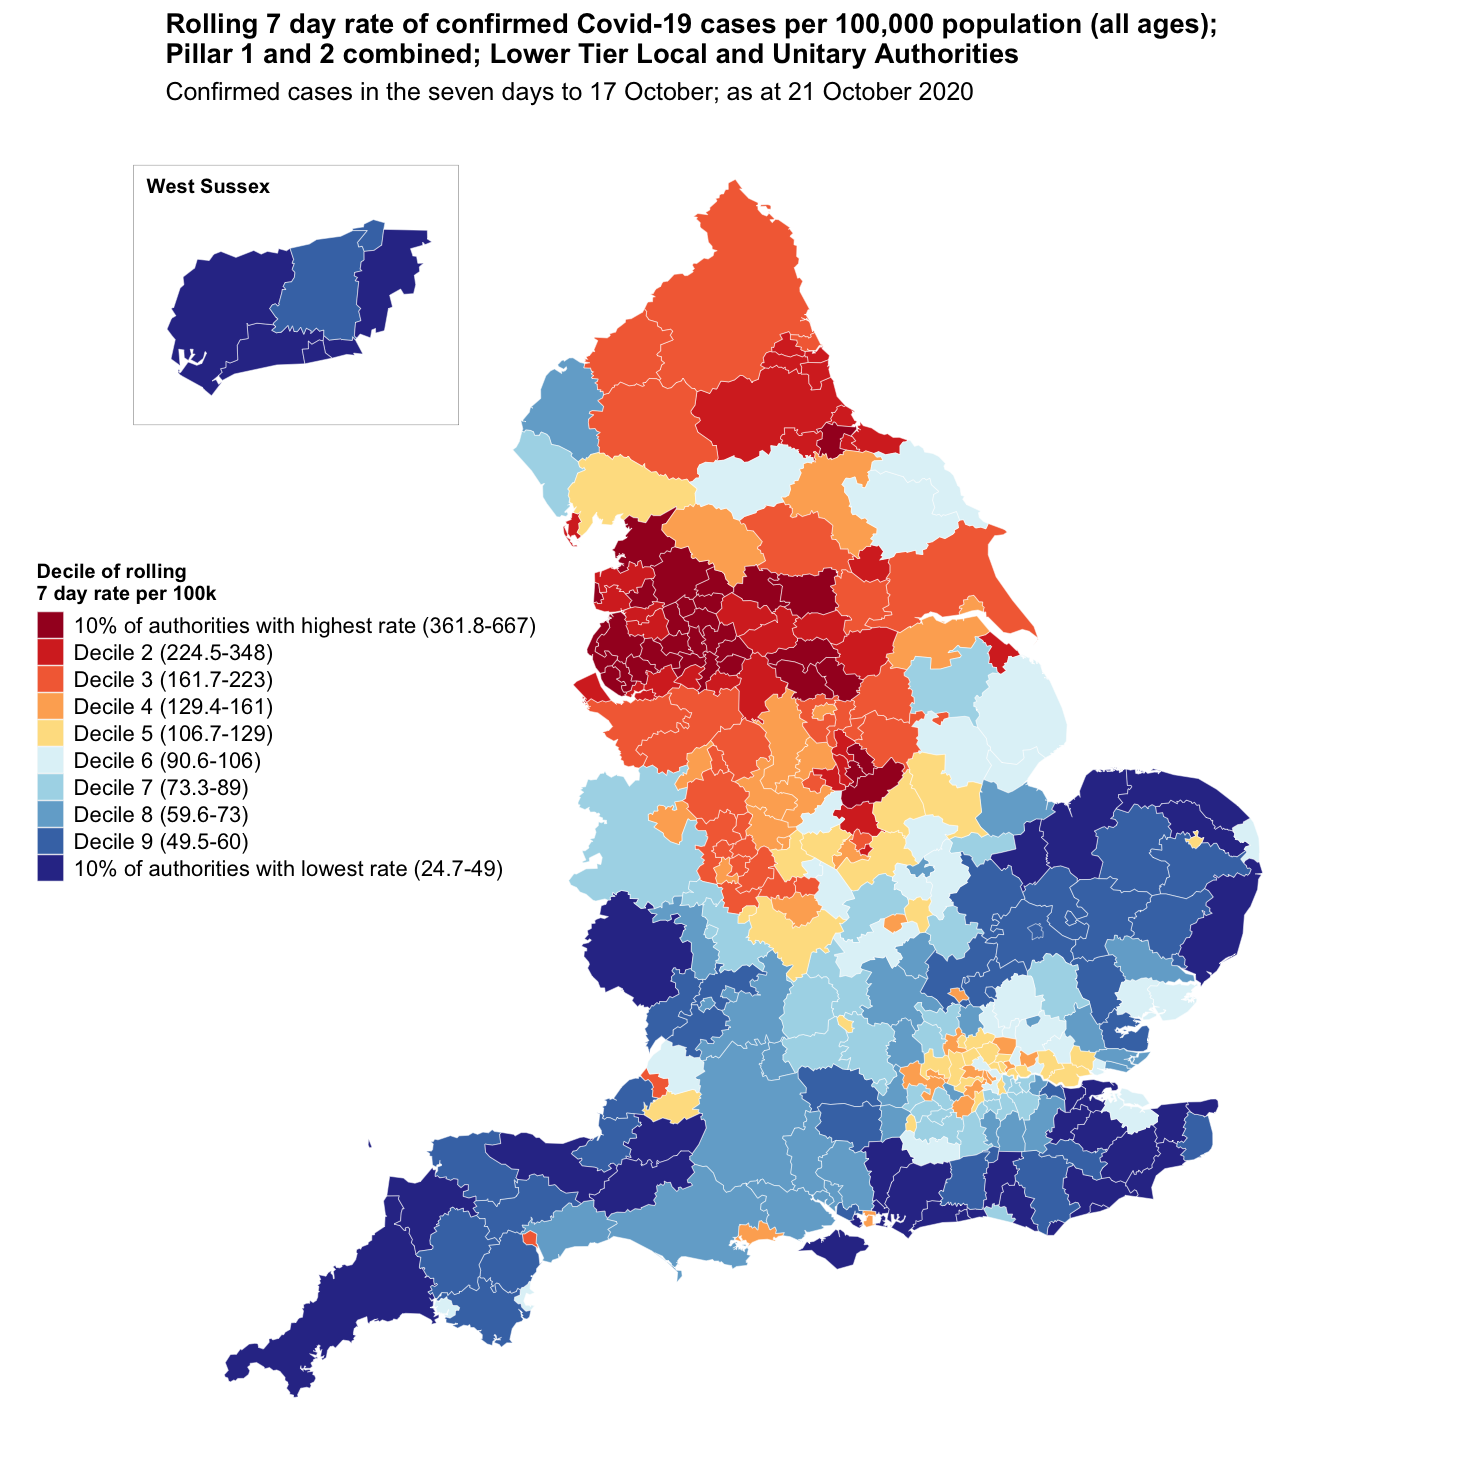 Rolling 7 day rate of confirmed Covid-19 cases per 100,000 population (all ages);
Pillar 1 and 2 combined; Lower Tier Local and Unitary Authorities
Confirmed cases in the seven days to 17 October; as at 21 October 2020
West Sussex
Decile of rolling
7 day rate per 100k
10% of authorities with highest rate (361.8-667)
Decile 2 (224.5-348)
Decile 3 (161.7-223)
Decile 4 (129.4-161)
Decile 5 (106.7-129)
Decile 6 (90.6-106)
Decile 7 (73.3-89)
Decile 8 (59.6-73)
Decile 9 (49.5-60)
10% of authorities with lowest rate (24.7-49)